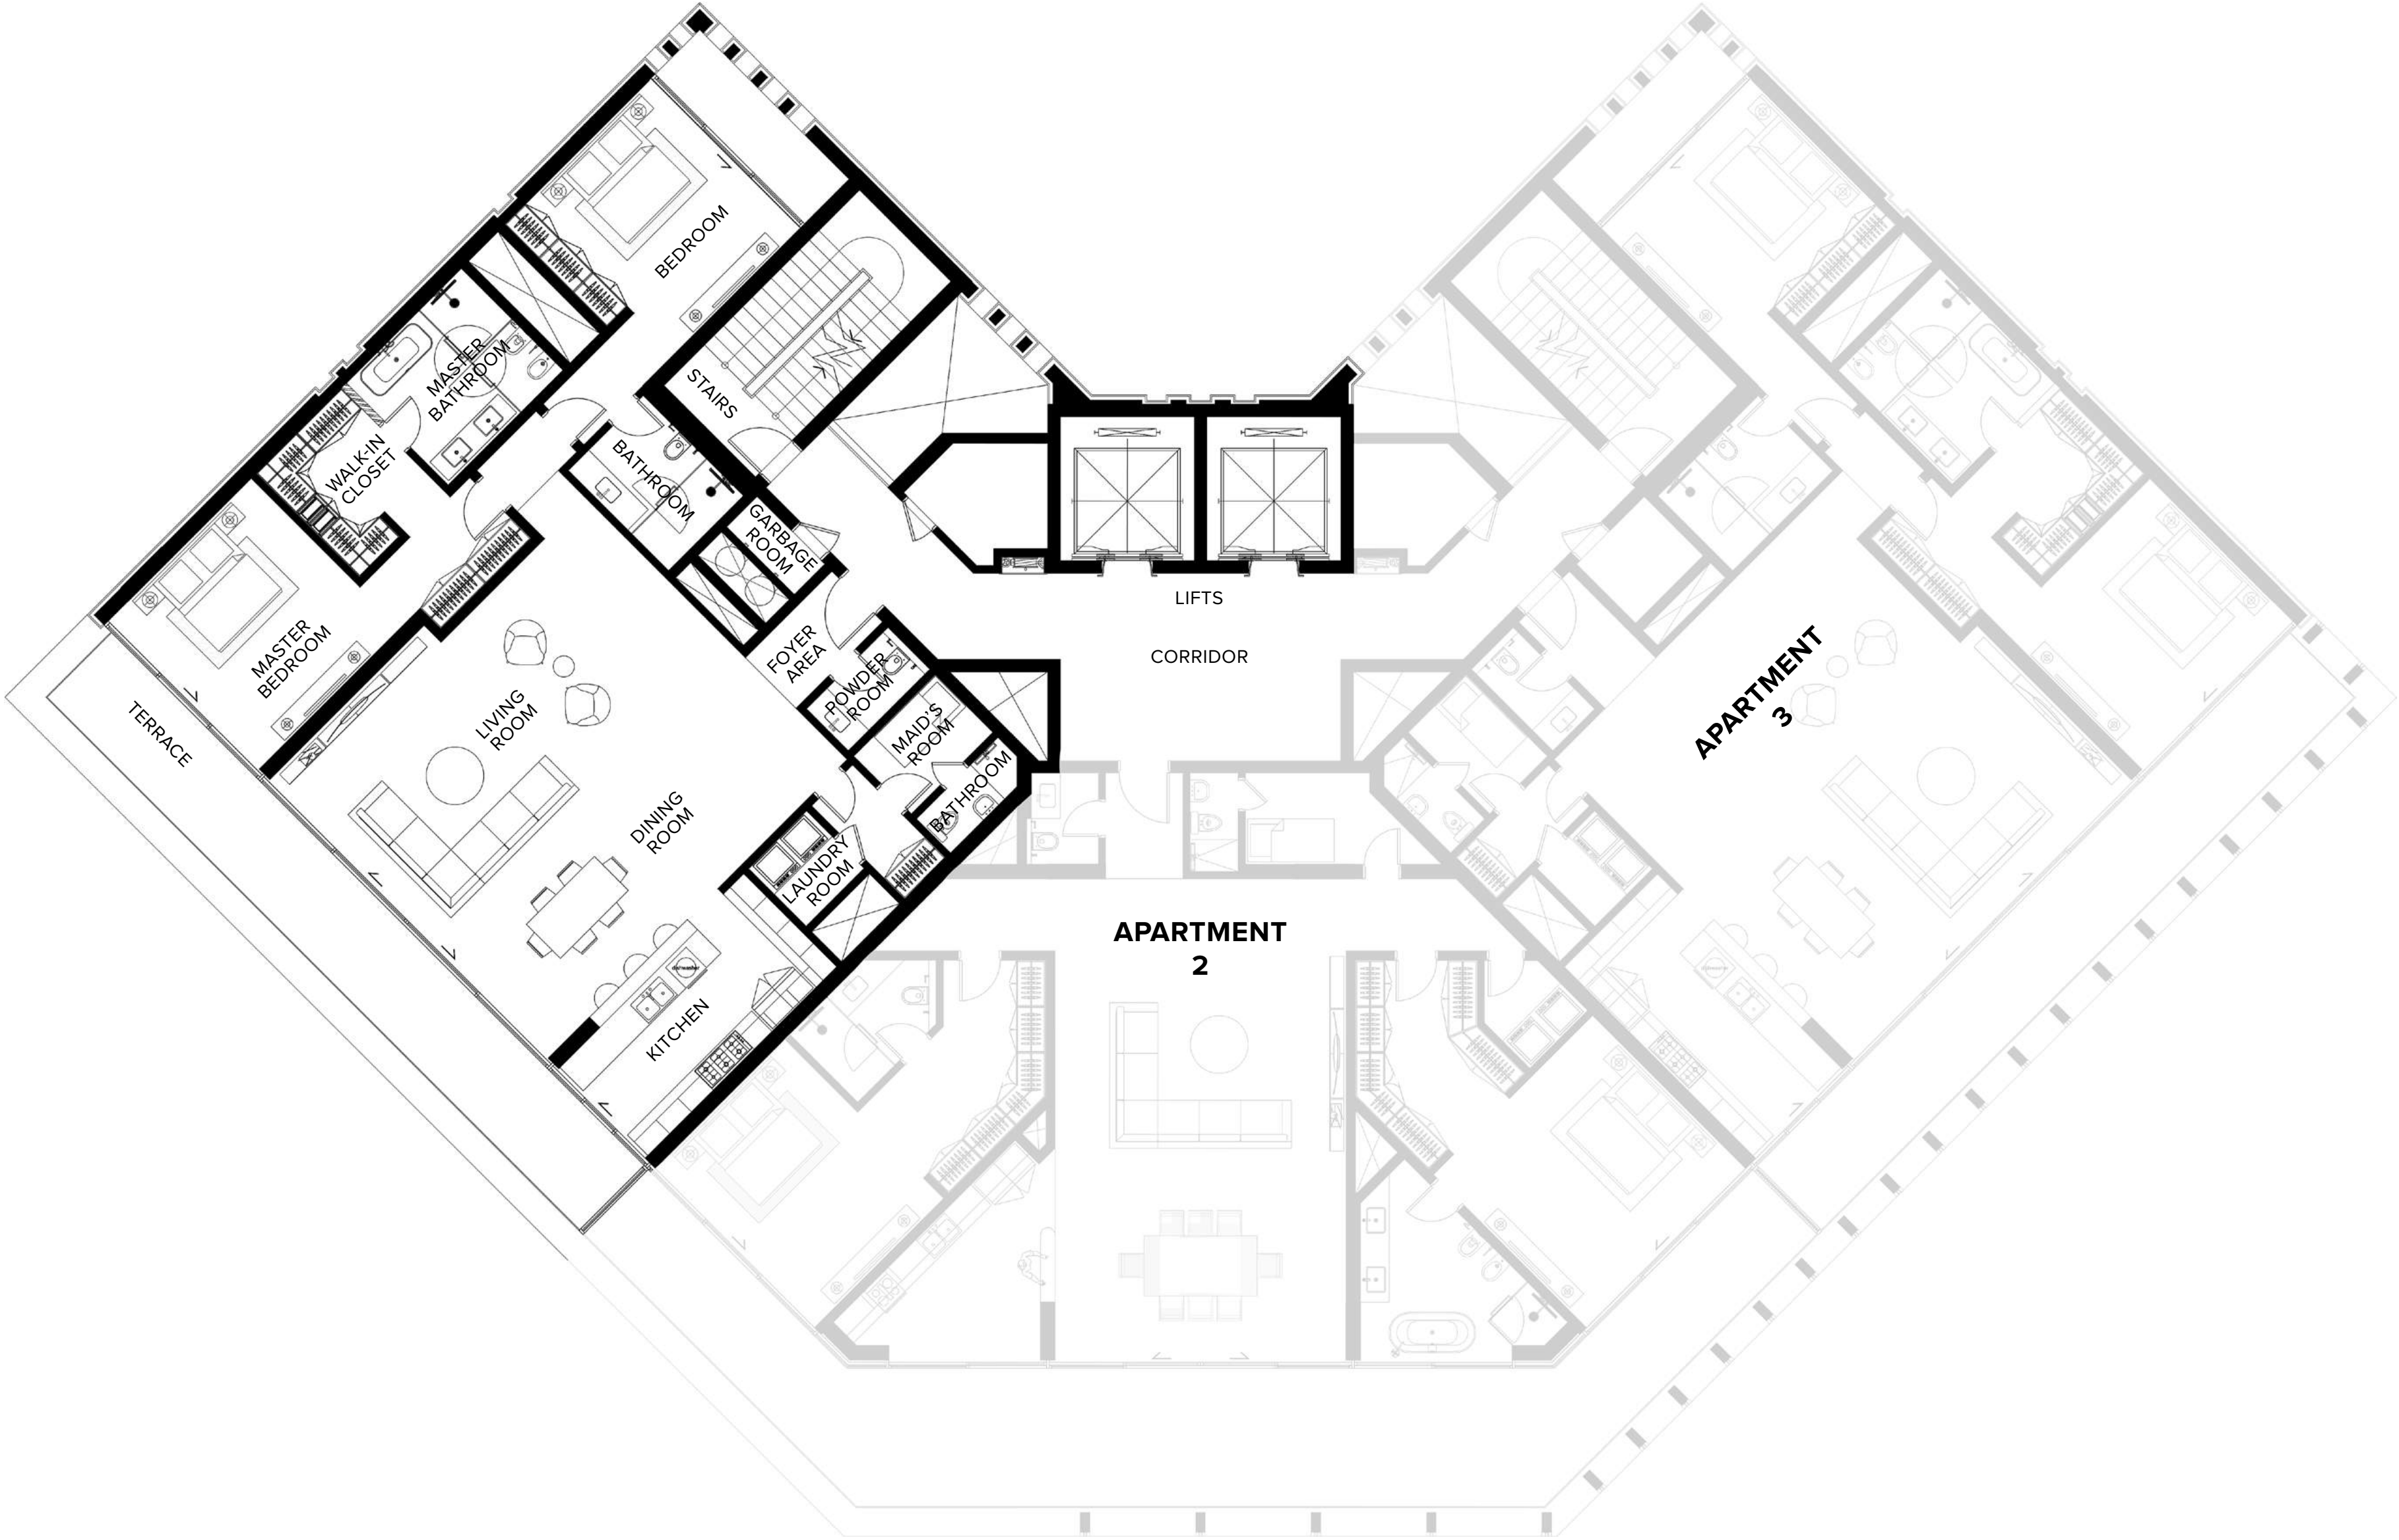 BEDROOM
MASTER
BATHROOM
STAIRS
WALK-IN
CLOSET
BATHROOM
GARBAGE
ROOM
LIFTS
CORRIDOR
FOYER
AREA
POWDER
ROOM
MASTER
BEDROOM
MAID'S
ROOM
TERRACE
LIVING
ROOM
BATHROOM
DINING
ROOM
LAUNDRY
ROOM
KITCHEN
APARTMENT
2
APARTMENT
3